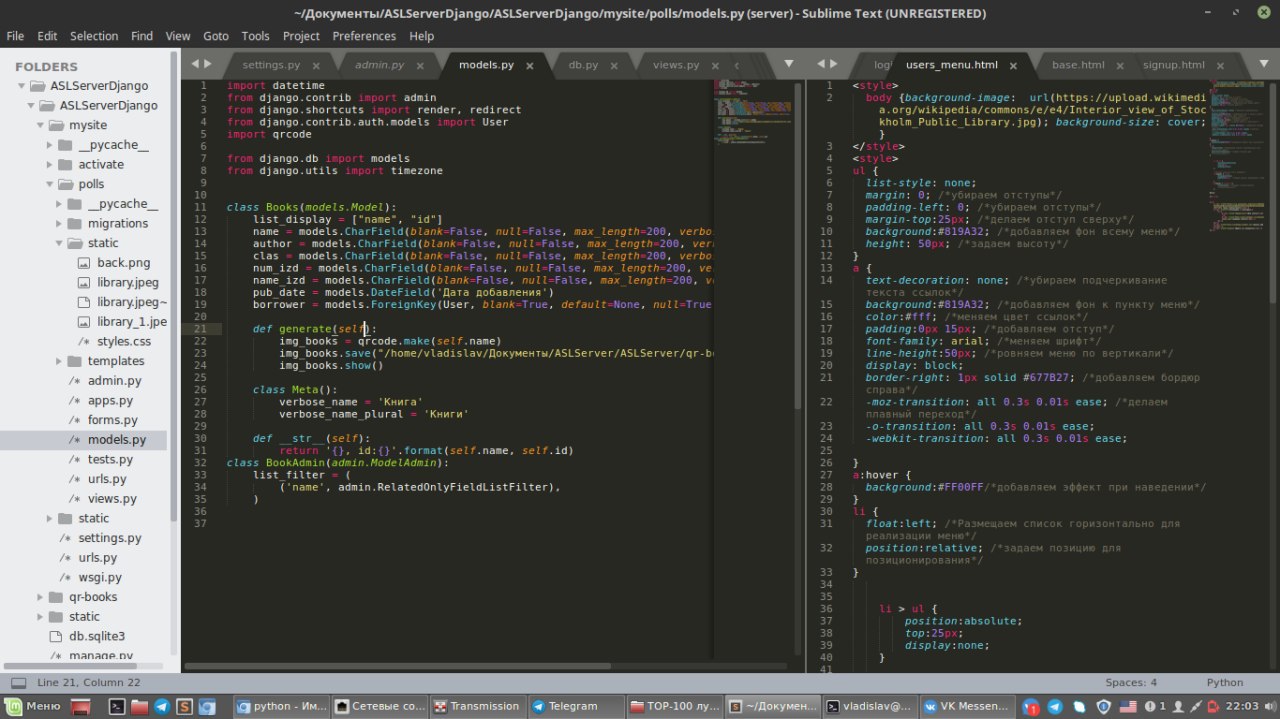 ~/Документы/ASLServerDjango/ASLServerDjango/mysite/polls/models.py (server) - Sublime Text (UNREGISTERED)
File Edit Selection Find View Goto Tools Project Preferences Help
FOLDERS
ASLServerDjango
ASLServerDjango
mysite
__pycache__
activate
polls
__pycache__
migrations
static
back.png
library.jpeg
library.jpeg~
library_1.jpe
styles.css
templates
admin.py
apps.py
forms.py
models.py
tests.py
urls.py
views.py
static
settings.py
urls.py
wsgi.py
qr-books
static
db.sqlite3
manage.py
settings.py admin.py models.py db.py views.py
1 import datetime
2 from django.contrib import admin
3 from django.shortcuts import render, redirect
4 from django.contrib.auth.models import User
5 import qrcode
6
7 from django.db import models
8 from django.utils import timezone
9
10
11 class Books(models.Model):
12 list_display = ["name", "id"]
13 name = models.CharField(blank=False, null=False, max_length=200, verbo
14 author = models.CharField(blank=False, null=False, max_length=200, ver
15 clas = models.CharField(blank=False, null=False, max_length=200, verbo
16 num_izd = models.CharField(blank=False, null=False, max_length=200, ve
17 name_izd = models.CharField(blank=False, null=False, max_length=200, v
18 pub_date = models.DateField('Дата добавления')
19 borrower = models.ForeignKey(User, blank=True, default=None, null=True
20
21 def generate(self):
22 img_books = qrcode.make(self.name)
23 img_books.save("/home/vladislav/Документы/ASLServer/ASLServer/qr-bo
24 img_books.show()
25
26 class Meta():
27 verbose_name = 'Книга'
28 verbose_name_plural = 'Книги'
29
30 def __str__(self):
31 return '{}, id:{}'.format(self.name, self.id)
32 class BookAdmin(admin.ModelAdmin):
33 list_filter = (
34 ('name', admin.RelatedOnlyFieldListFilter),
35 )
36
37
logi users_menu.html base.html signup.html
1 <style>
2 body {background-image: url(https://upload.wikimedi
a.org/wikipedia/commons/e/e4/Interior_view_of_Stoc
kholm_Public_Library.jpg); background-size: cover;
}
3 </style>
4 <style>
5 ul {
6 list-style: none;
7 margin: 0; /*убираем отступы*/
8 padding-left: 0; /*убираем отступы*/
9 margin-top:25px; /*делаем отступ сверху*/
10 background:#819A32; /*добавляем фон всему меню*/
11 height: 50px; /*задаем высоту*/
12 }
13 a {
14 text-decoration: none; /*убираем подчеркивание
текста ссылок*/
15 background:#819A32; /*добавляем фон к пункту меню*/
16 color:#fff; /*меняем цвет ссылок*/
17 padding:0px 15px; /*добавляем отступ*/
18 font-family: arial; /*меняем шрифт*/
19 line-height:50px; /*ровняем меню по вертикали*/
20 display: block;
21 border-right: 1px solid #677B27; /*добавляем бордюр
справа*/
22 -moz-transition: all 0.3s 0.01s ease; /*делаем
плавный переход*/
23 -o-transition: all 0.3s 0.01s ease;
24 -webkit-transition: all 0.3s 0.01s ease;
25
26 }
27 a:hover {
28 background:#FF00FF/*добавляем эффект при наведении*/
29 }
30 li {
31 float:left; /*Размещаем список горизонтально для
реализации меню*/
32 position:relative; /*задаем позицию для
позиционирования*/
33 }
34
35
36 li > ul {
37 position:absolute;
38 top:25px;
39 display:none;
40 }
41
Line 21, Column 22 Spaces: 4 Python
Меню python - Им... Сетевые со... Transmission Telegram TOP-100 лу... ~/Докумен... vladislav@... VK Messen... 1 22:03